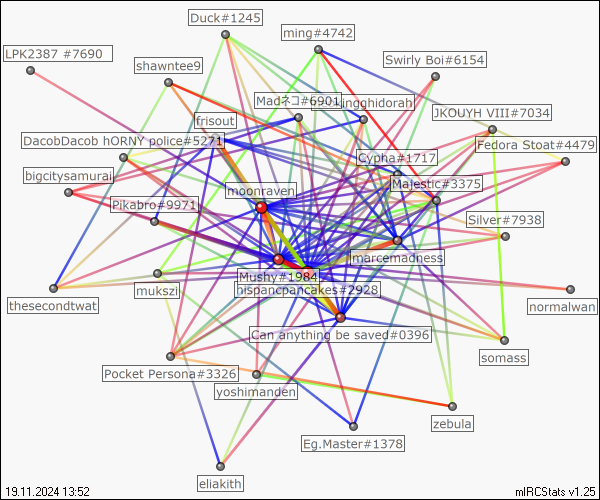 Duck#1245
ming#4742
LPK2387 #7690
Swirly Boi#6154
shawntee9
Madネコ#6901
ingghidorah
JKOUYH VIII#7034
frisout
DacobDacob hORNY police#5271
Fedora Stoat#4479
Cypha#1717
bigcitysamurai
Majestic#3375
moonraven
Pikabro#9971
Silver#7938
marcemadness
Mushy#1984
mukszi
hispancpancakes#2928
thesecondtwat
normalwan
Can anything be saved#0396
somass
Pocket Persona#3326
yoshimanden
zebula
Eg.Master#1378
eliakith
19.11.2024 13:52
mIRCStats v1.25